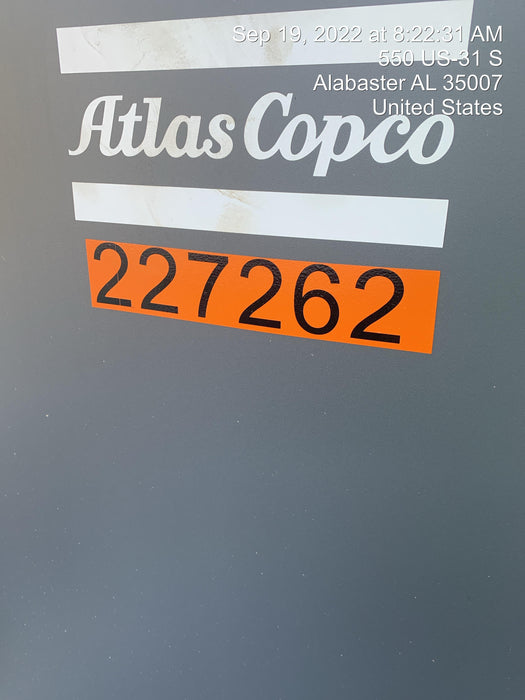 Sep 19, 2022 at 8:22:31 AM
550 US-31 S
Alabaster AL 35007
United States
Atlas Copco
227262